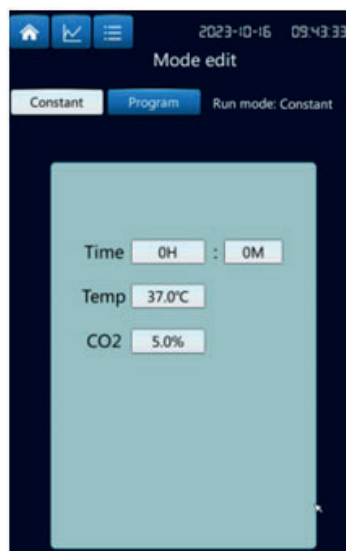 2023-10-16 09:43:33
Mode edit
Constant Program Run mode: Constant
Time 0H : 0M
Temp 37.0℃
CO2 5.0%